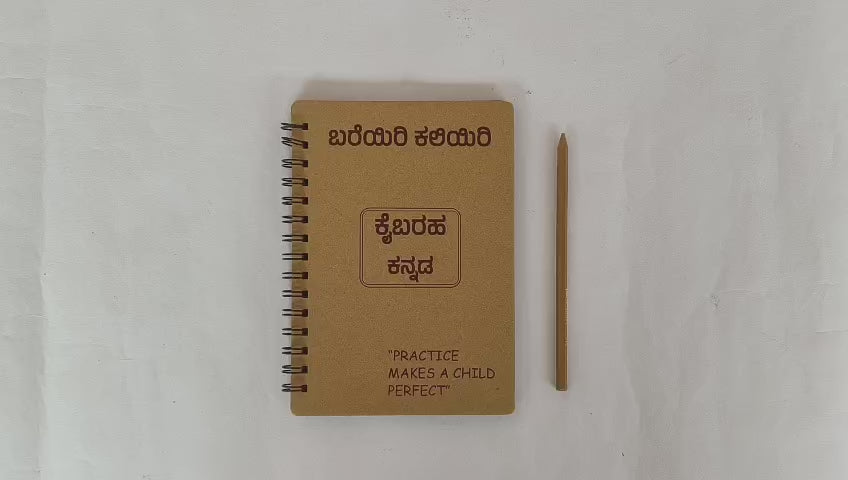 ಬರೆಯಿರಿ ಕಲಿಯಿರಿ
ಕೈಬರಹ
ಕನ್ನಡ
"PRACTICE
MAKES A CHILD
PERFECT"